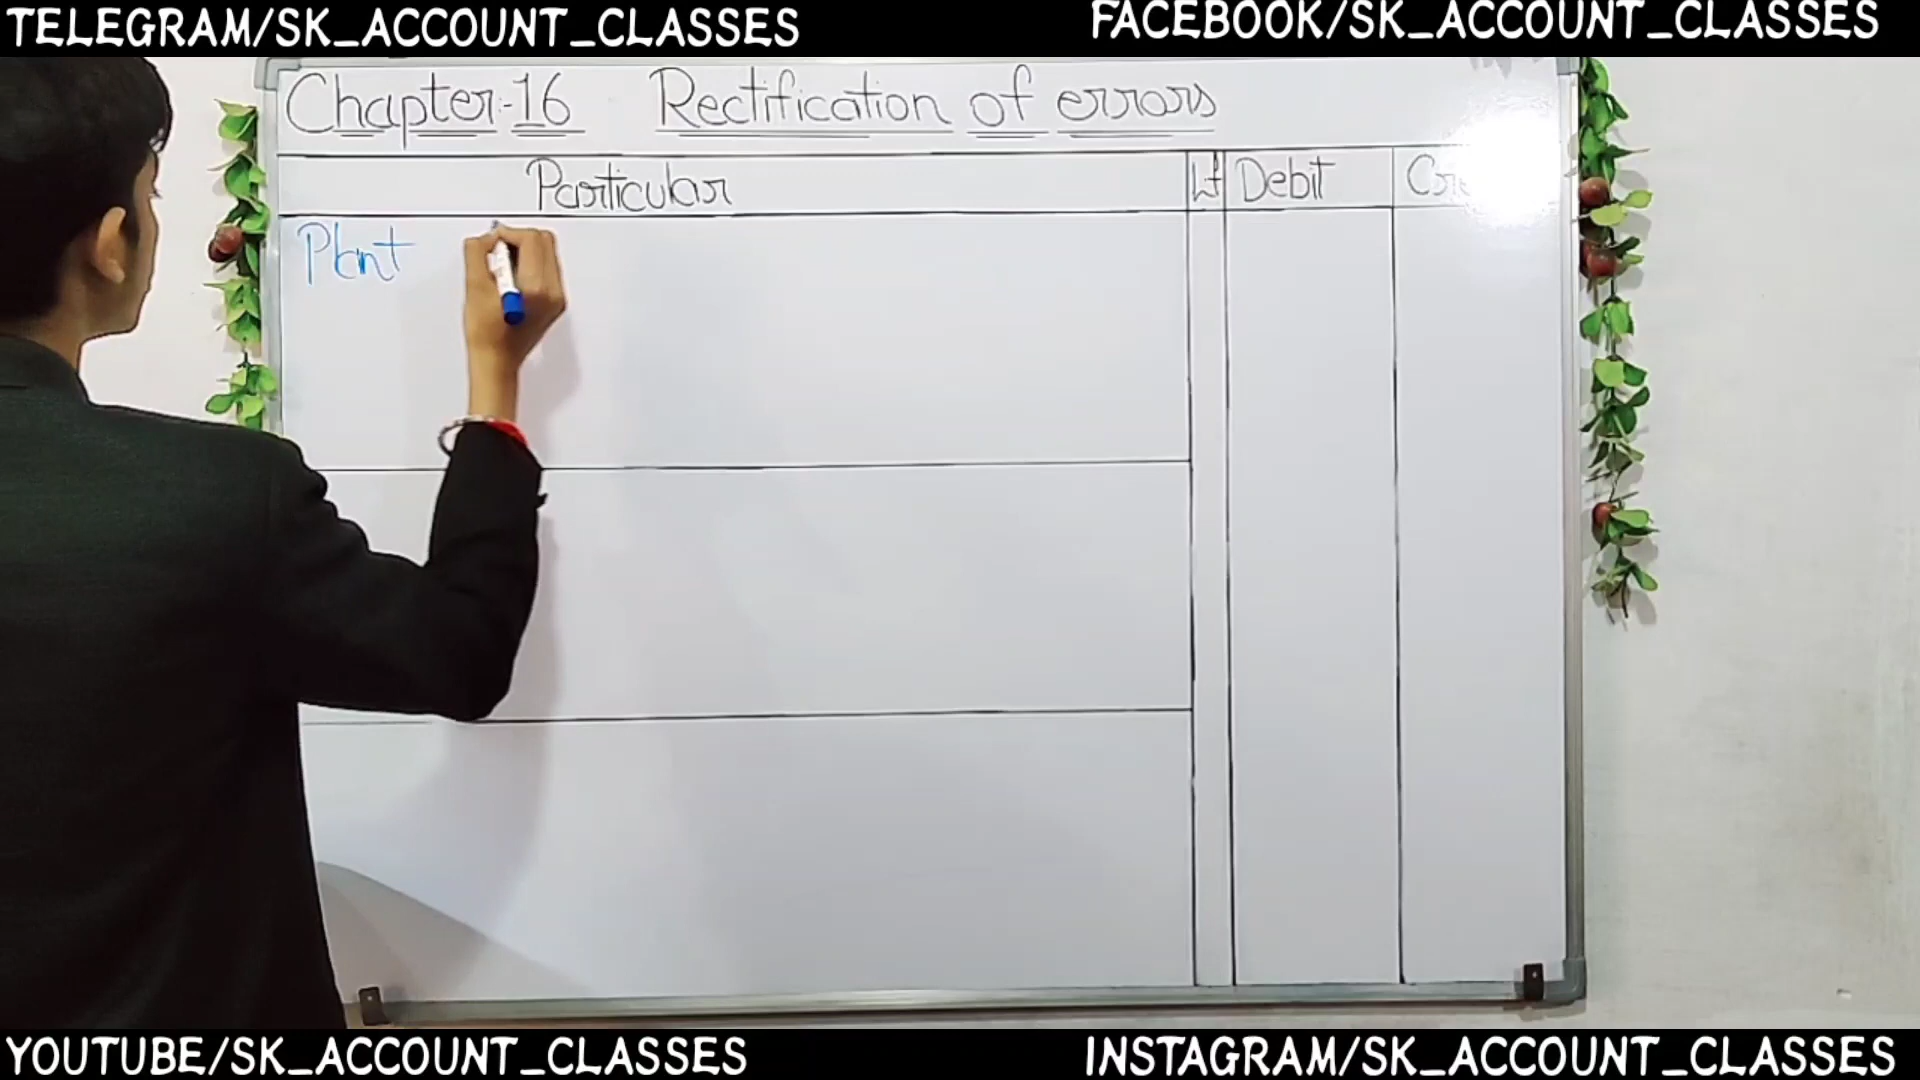 TELEGRAM/SK_ACCOUNT_CLASSES
FACEBOOK/SK_ACCOUNT_CLASSES
Chapter:-16 Rectification of errors
Particular Lf Debit
Plant
YOUTUBE/SK_ACCOUNT_CLASSES
INSTAGRAM/SK_ACCOUNT_CLASSES